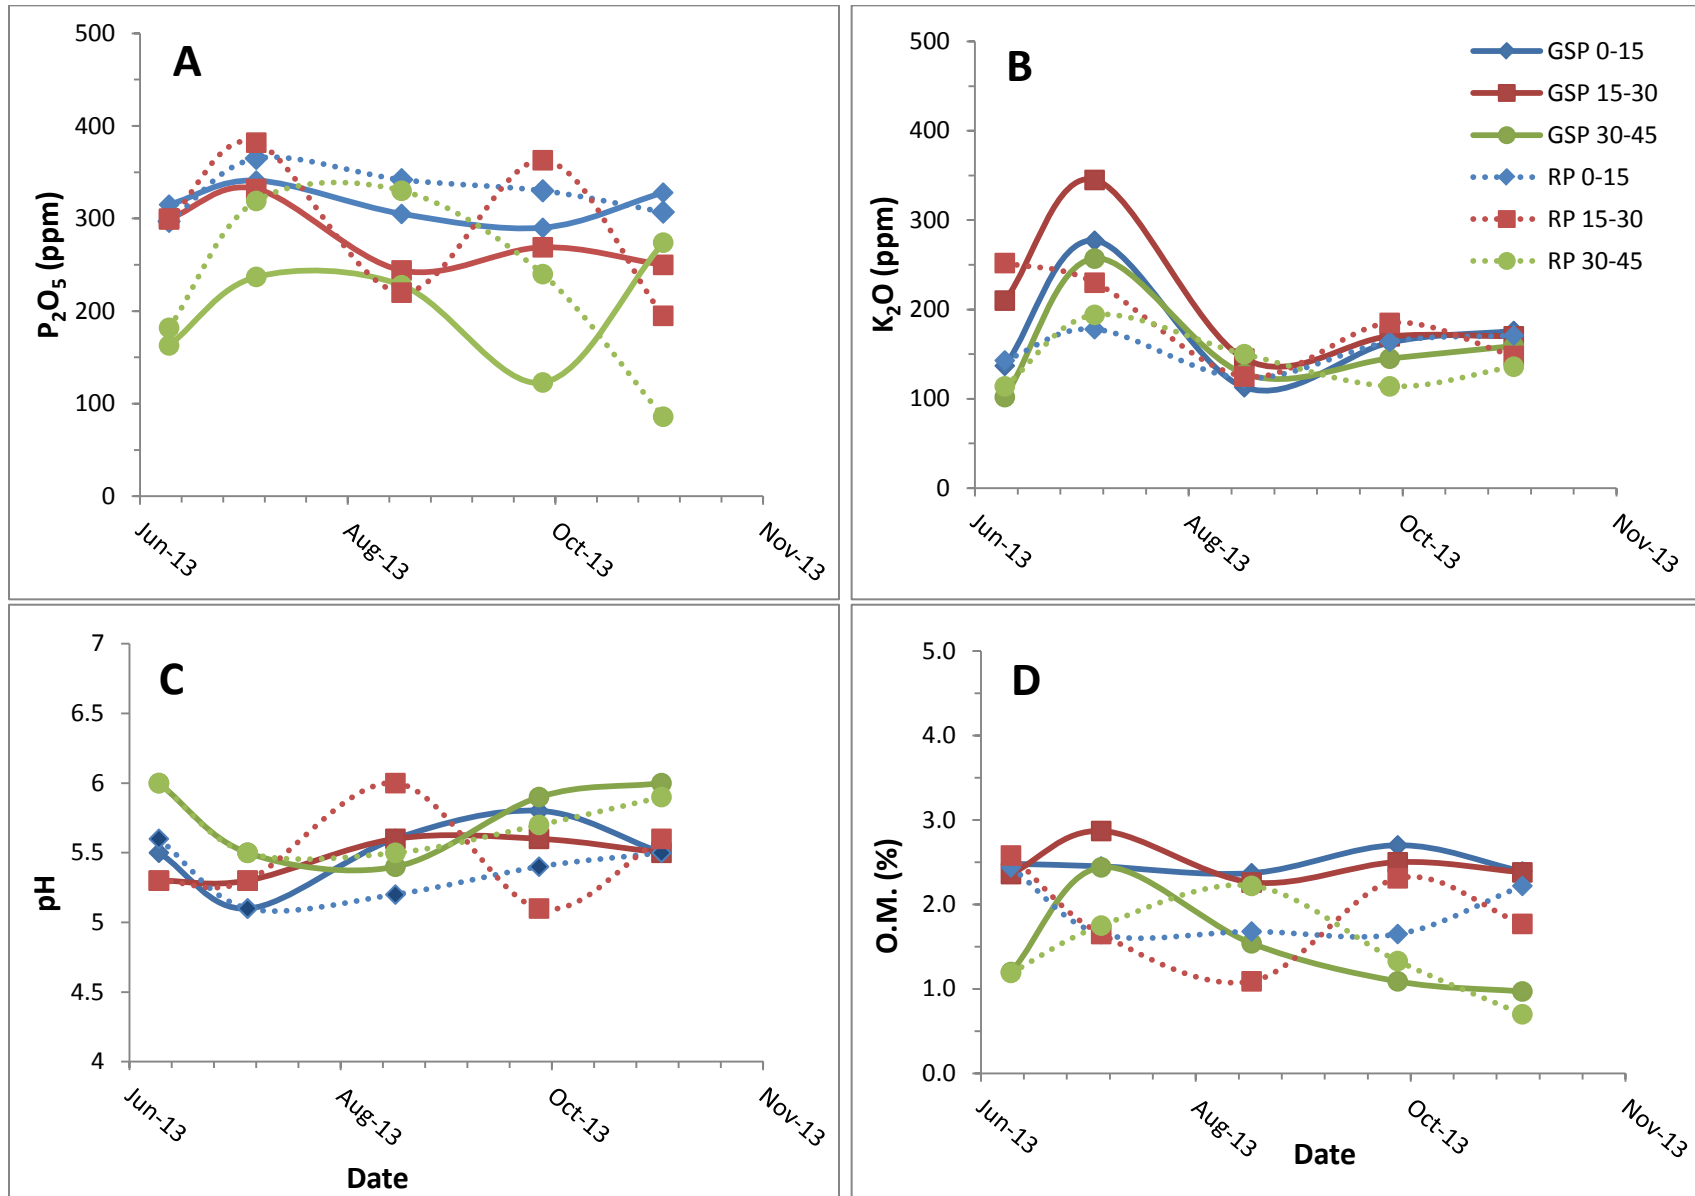 A
P2O5 (ppm)
500
400
300
200
100
0
Jun-13
Aug-13
Oct-13
Nov-13
B
K2O (ppm)
500
400
300
200
100
0
Jun-13
Aug-13
Oct-13
Nov-13
GSP 0-15
GSP 15-30
GSP 30-45
RP 0-15
RP 15-30
RP 30-45
C
pH
7
6.5
6
5.5
5
4.5
4
Jun-13
Aug-13
Oct-13
Nov-13
Date
D
O.M. (%)
5.0
4.0
3.0
2.0
1.0
0.0
Jun-13
Aug-13
Oct-13
Nov-13
Date